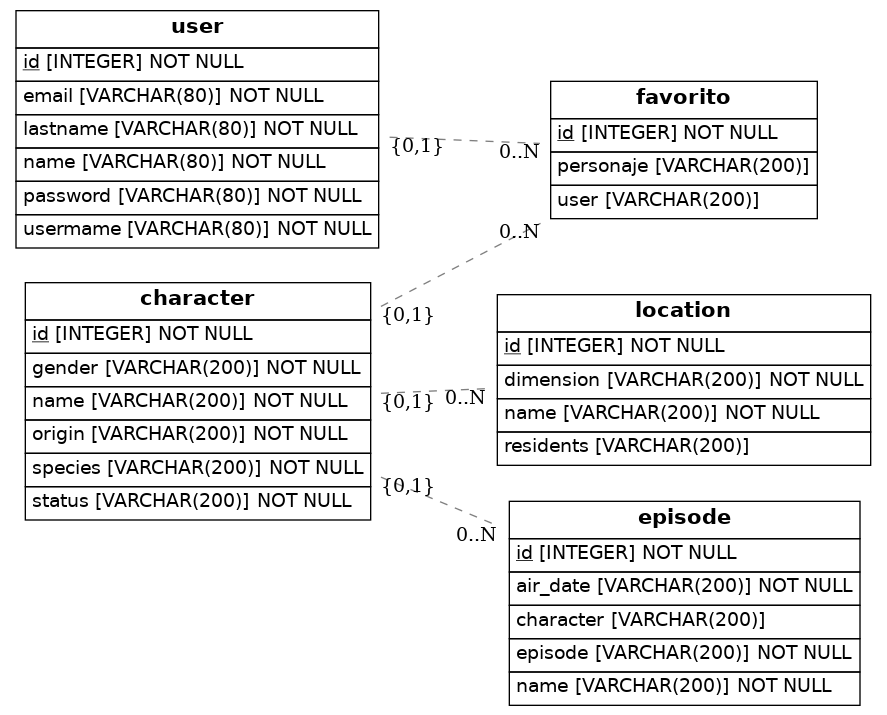 user
id [INTEGER] NOT NULL
email [VARCHAR(80)] NOT NULL
lastname [VARCHAR(80)] NOT NULL
name [VARCHAR(80)] NOT NULL
password [VARCHAR(80)] NOT NULL
usermame [VARCHAR(80)] NOT NULL
{0,1}
0..N
favorito
id [INTEGER] NOT NULL
personaje [VARCHAR(200)]
user [VARCHAR(200)]
0..N
{0,1}
character
id [INTEGER] NOT NULL
gender [VARCHAR(200)] NOT NULL
name [VARCHAR(200)] NOT NULL
origin [VARCHAR(200)] NOT NULL
species [VARCHAR(200)] NOT NULL
status [VARCHAR(200)] NOT NULL
{0,1}
0..N
location
id [INTEGER] NOT NULL
dimension [VARCHAR(200)] NOT NULL
name [VARCHAR(200)] NOT NULL
residents [VARCHAR(200)]
{0,1}
0..N
episode
id [INTEGER] NOT NULL
air_date [VARCHAR(200)] NOT NULL
character [VARCHAR(200)]
episode [VARCHAR(200)] NOT NULL
name [VARCHAR(200)] NOT NULL